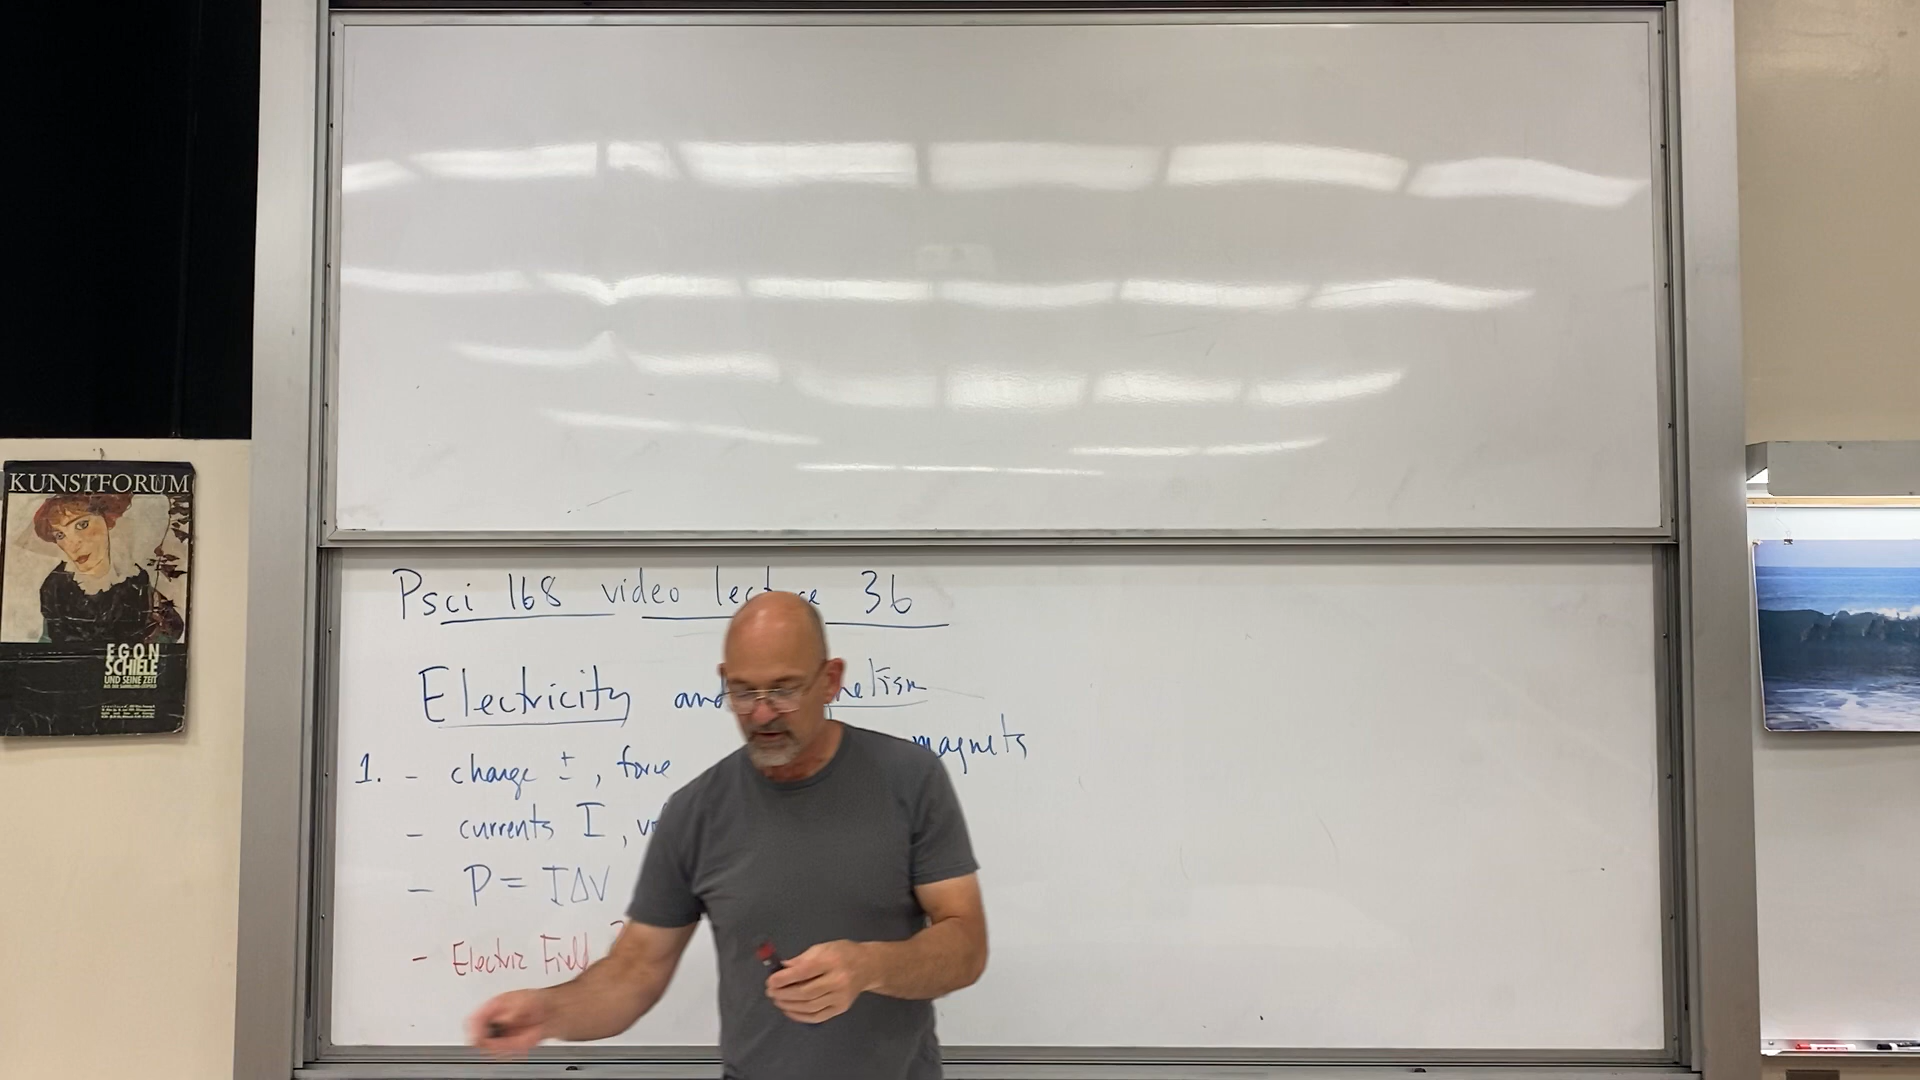 KUNSTFORUM
EGON
SCHIELE
UND SEINE ZEIT
Psci 168 video lecture 36
Electricity and
1. - charge ±, force magnets
- currents I,
- P = IΔV
- Electric Field